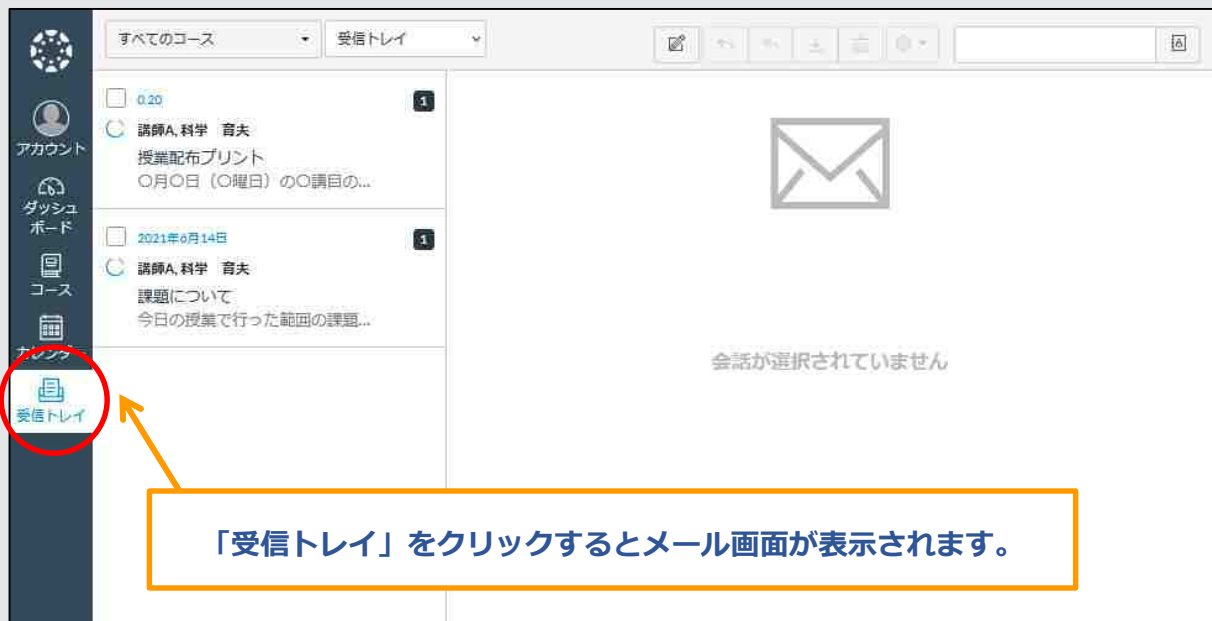 すべてのコース
受信トレイ
アカウント
ダッシュ
ボード
コース
カレンダー
受信トレイ
0.20
1
講師A, 科学 育夫
授業配布プリント
〇月〇日（〇曜日）の〇講目の...
2021年6月14日
1
講師A, 科学 育夫
課題について
今日の授業で行った範囲の課題...
会話が選択されていません
「受信トレイ」をクリックするとメール画面が表示されます。